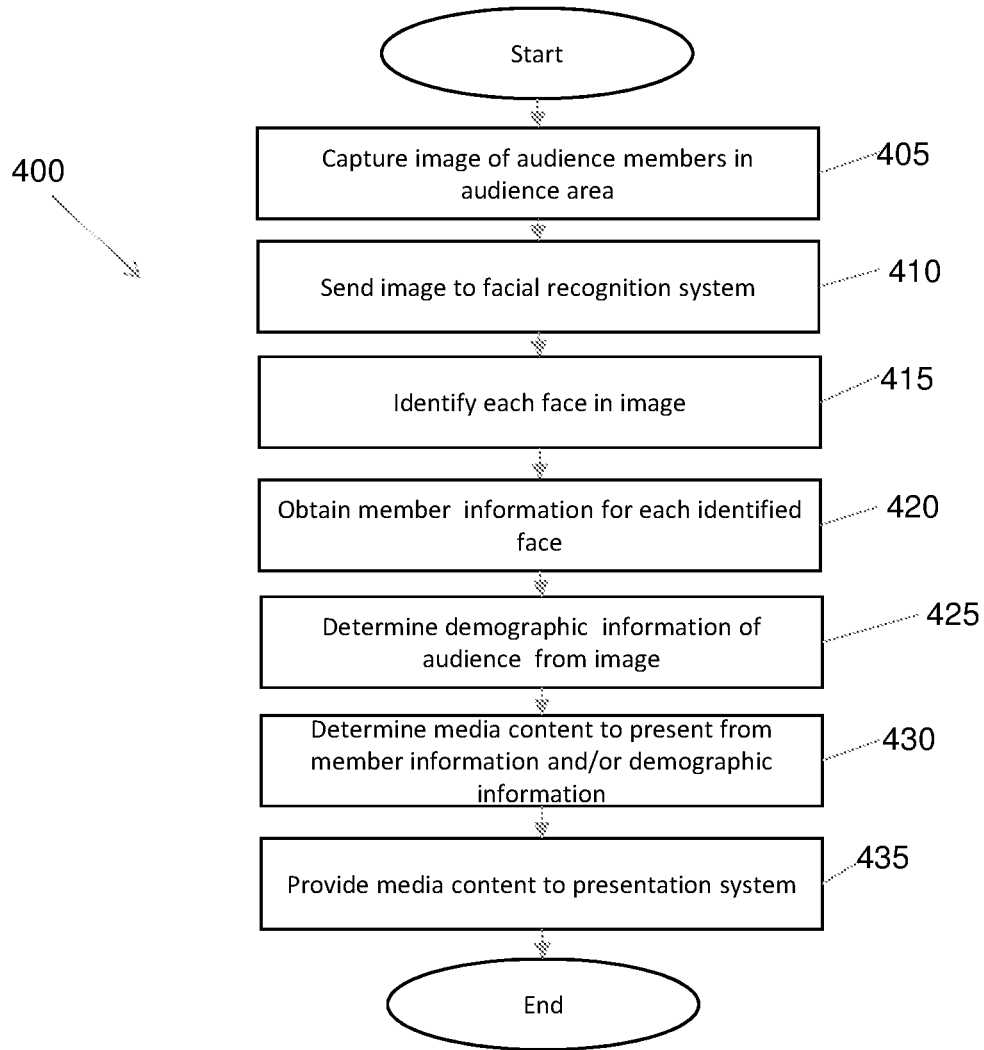 Start
Capture image of audience members in
audience area
405
400
Send image to facial recognition system
410
Identify each face in image
415
Obtain member information for each identified
face
420
Determine demographic information of
audience from image
425
Determine media content to present from
member information and/or demographic
information
430
Provide media content to presentation system
435
End